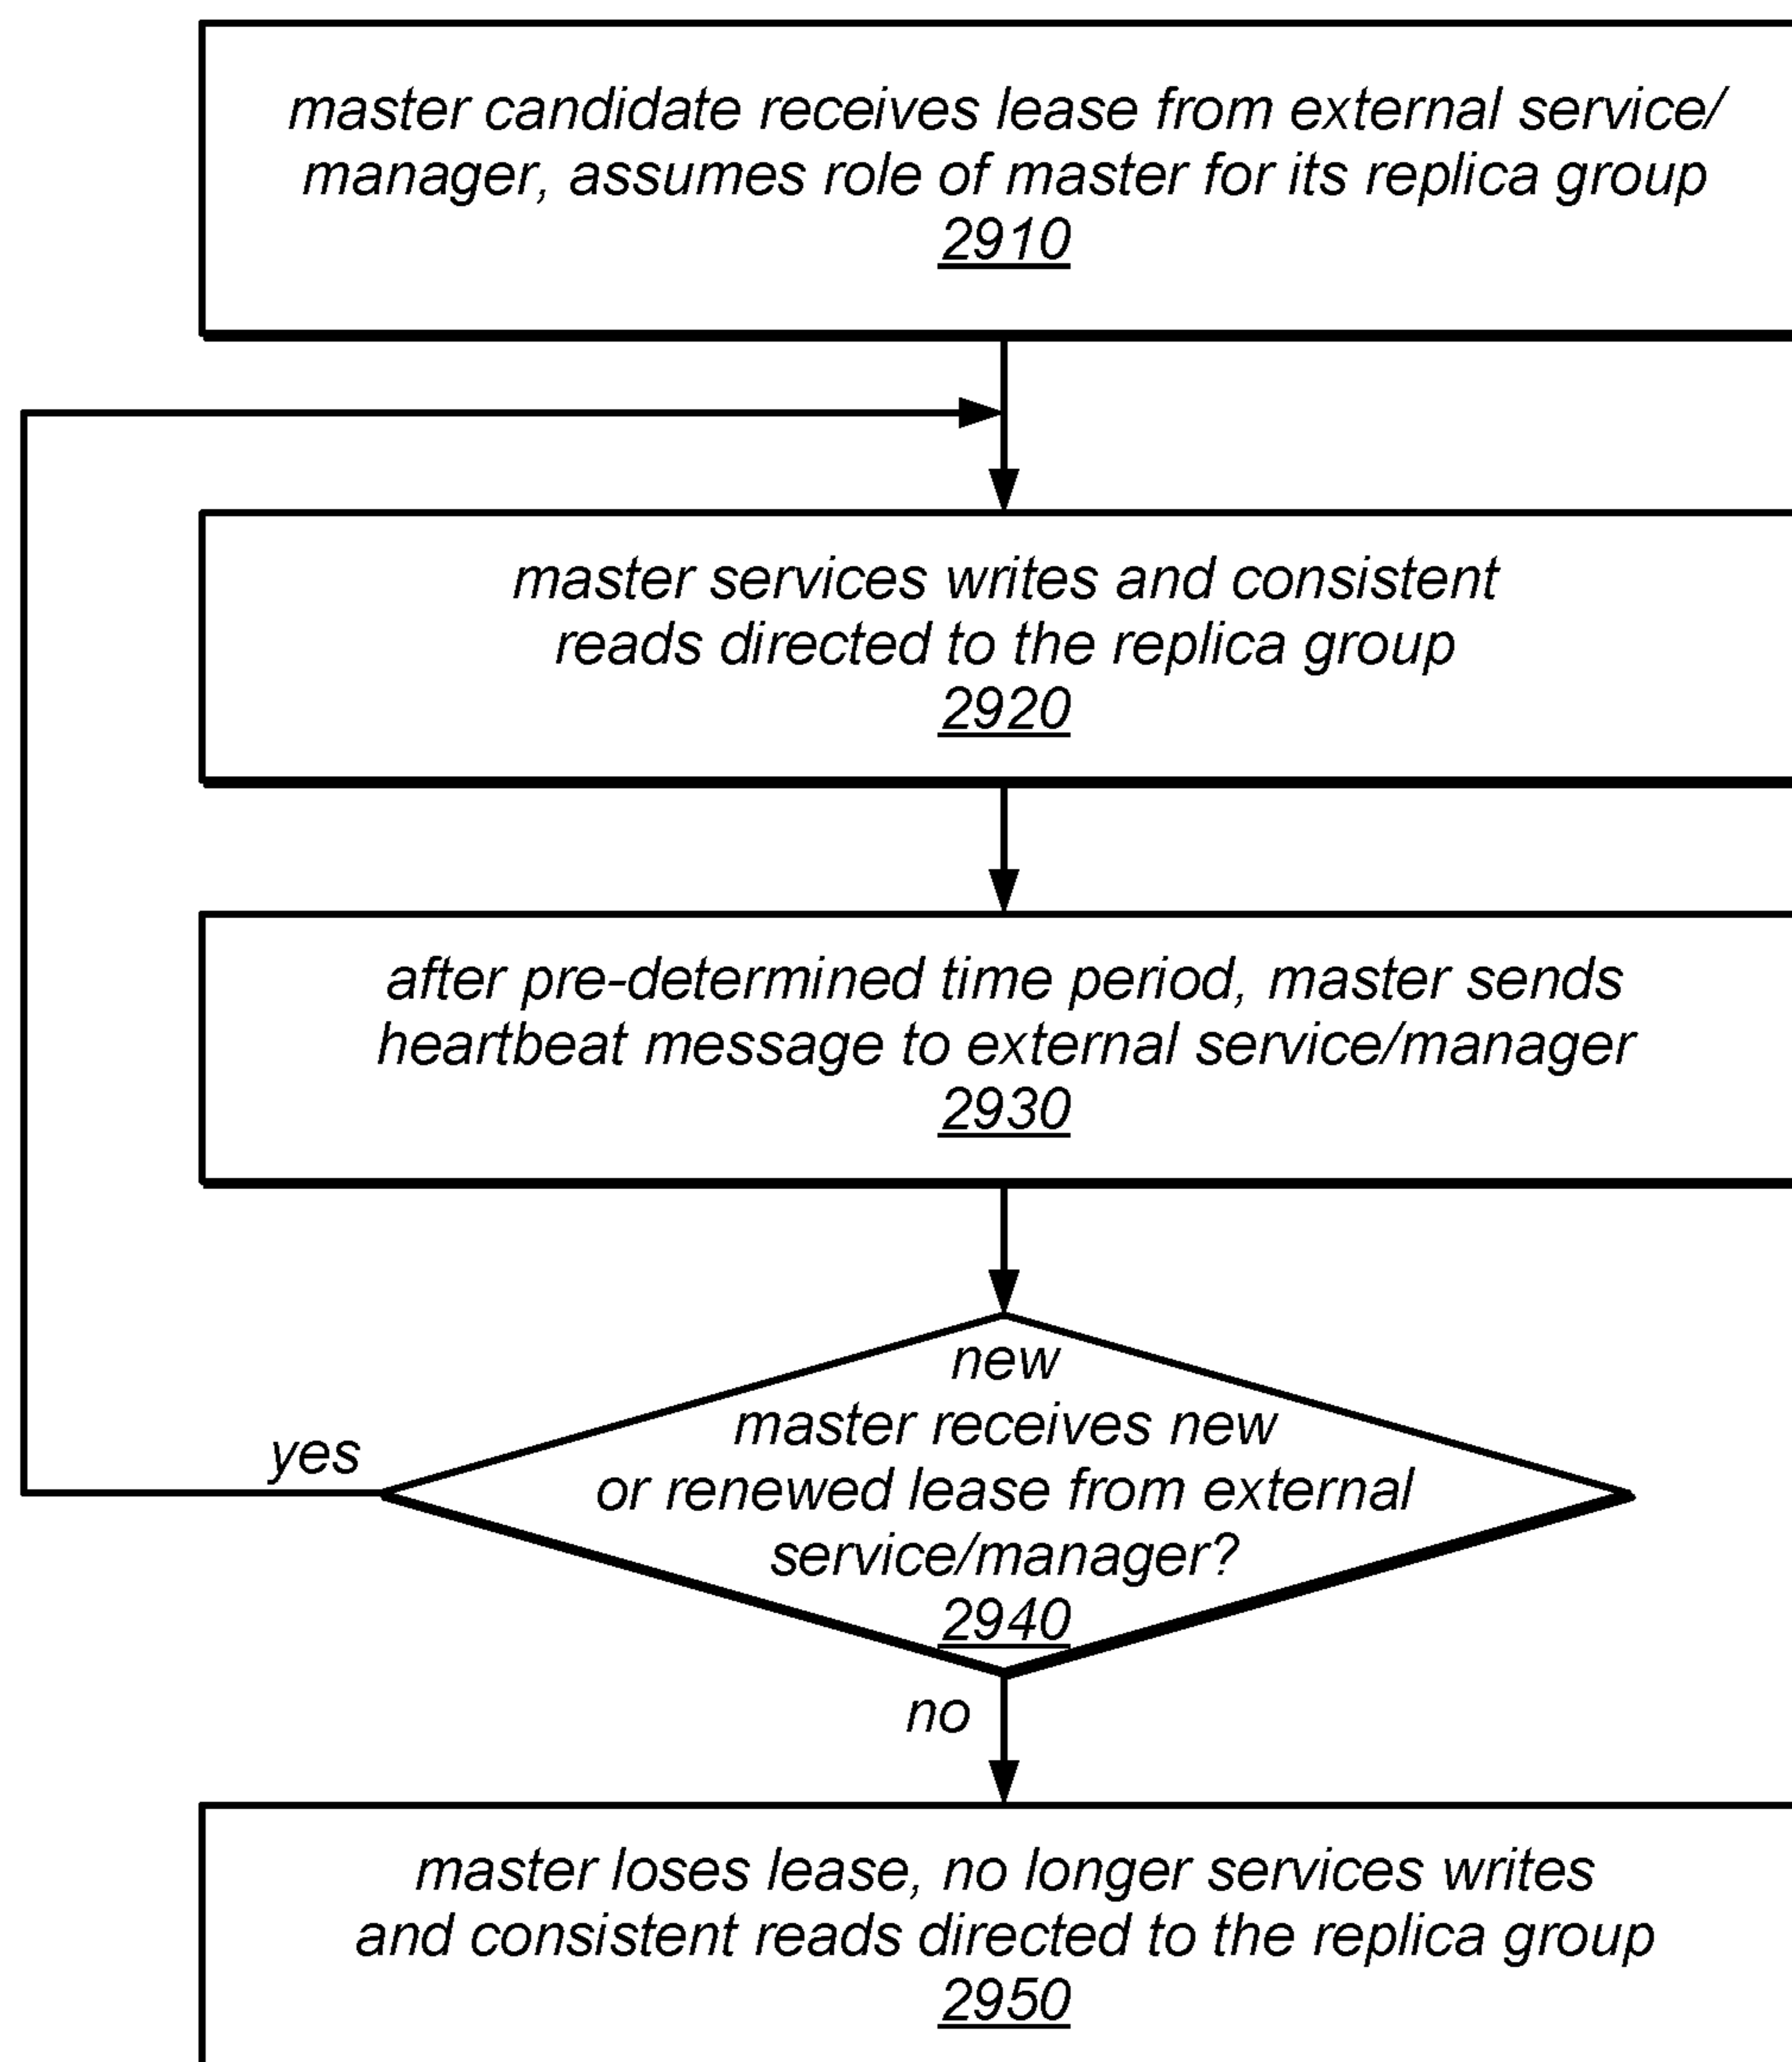 master candidate receives lease from external service/
manager, assumes role of master for its replica group
2910
master services writes and consistent
reads directed to the replica group
2920
after pre-determined time period, master sends
heartbeat message to external service/manager
2930
new
master receives new
or renewed lease from external
service/manager?
2940
yes
no
master loses lease, no longer services writes
and consistent reads directed to the replica group
2950